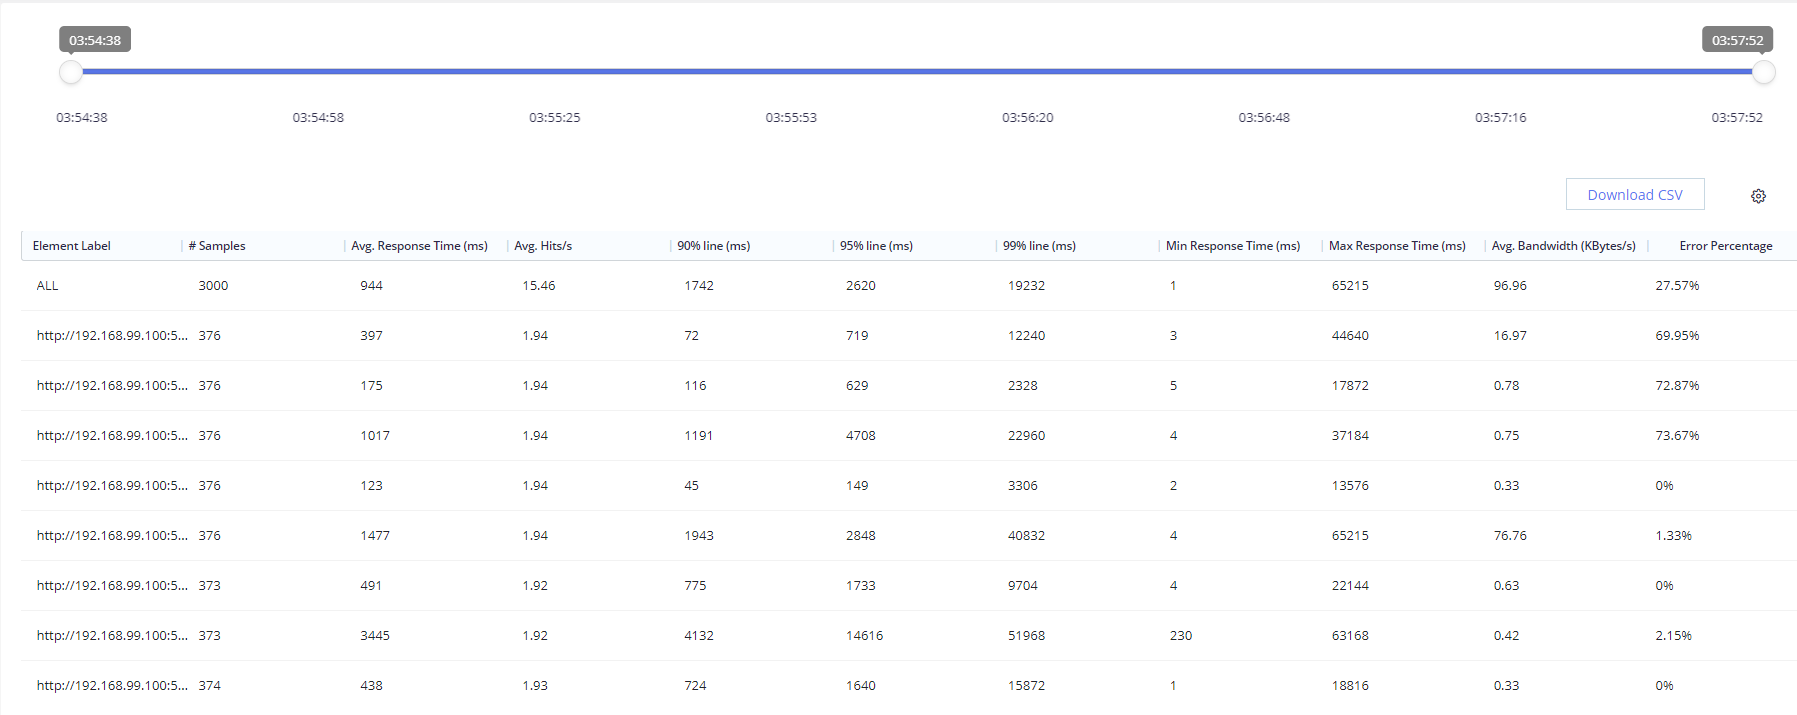 03:54:38 03:57:52
03:54:38 03:54:58 03:55:25 03:55:53 03:56:20 03:56:48 03:57:16 03:57:52
Download CSV
Element Label # Samples Avg. Response Time (ms) Avg. Hits/s 90% line (ms) 95% line (ms) 99% line (ms) Min Response Time (ms) Max Response Time (ms) Avg. Bandwidth (KBytes/s) Error Percentage
ALL 3000 944 15.46 1742 2620 19232 1 65215 96.96 27.57%
http://192.168.99.100:5... 376 397 1.94 72 719 12240 3 44640 16.97 69.95%
http://192.168.99.100:5... 376 175 1.94 116 629 2328 5 17872 0.78 72.87%
http://192.168.99.100:5... 376 1017 1.94 1191 4708 22960 4 37184 0.75 73.67%
http://192.168.99.100:5... 376 123 1.94 45 149 3306 2 13576 0.33 0%
http://192.168.99.100:5... 376 1477 1.94 1943 2848 40832 4 65215 76.76 1.33%
http://192.168.99.100:5... 373 491 1.92 775 1733 9704 4 22144 0.63 0%
http://192.168.99.100:5... 373 3445 1.92 4132 14616 51968 230 63168 0.42 2.15%
http://192.168.99.100:5... 374 438 1.93 724 1640 15872 1 18816 0.33 0%